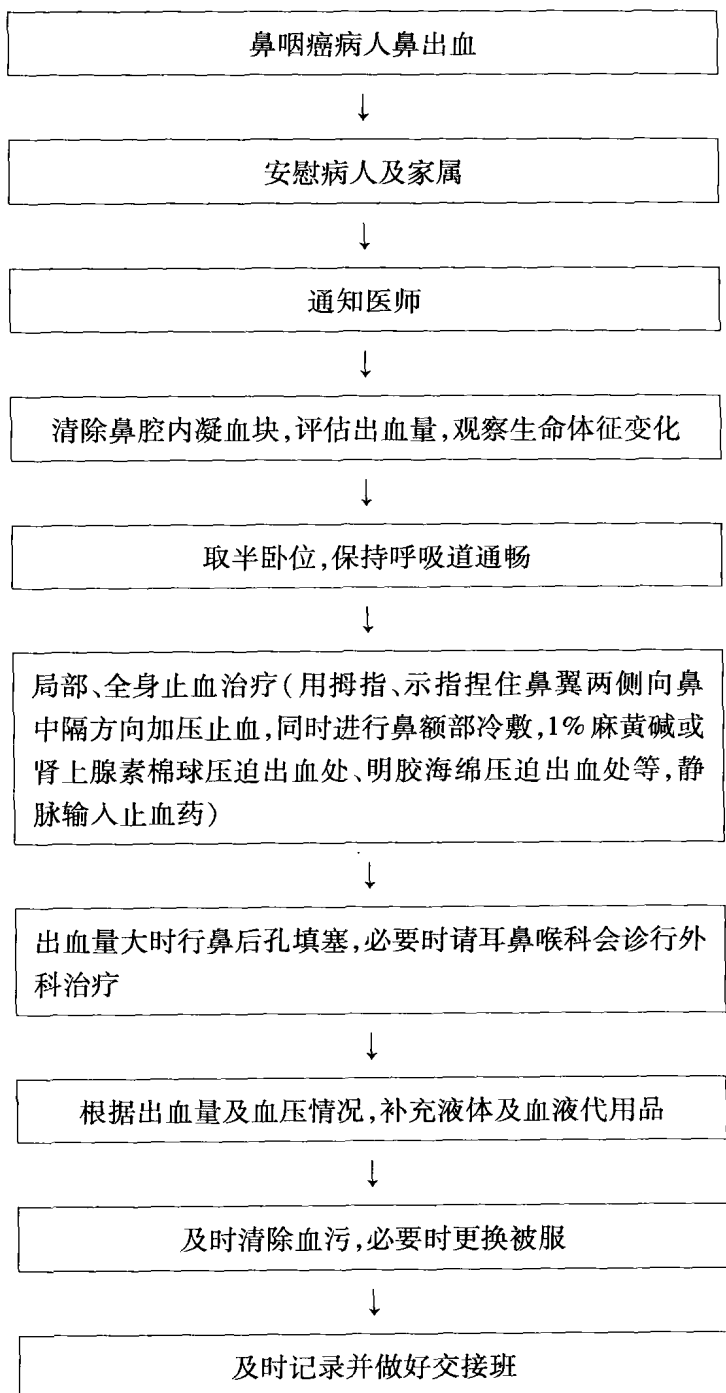 鼻咽癌病人鼻出血
↓
安慰病人及家属
↓
通知医师
↓
清除鼻腔内凝血块,评估出血量,观察生命体征变化
↓
取半卧位,保持呼吸道通畅
↓
局部、全身止血治疗(用拇指、示指捏住鼻翼两侧向鼻
中隔方向加压止血,同时进行鼻额部冷敷,1%麻黄碱或
肾上腺素棉球压迫出血处、明胶海绵压迫出血处等,静
脉输入止血药)
↓
出血量大时行鼻后孔填塞,必要时请耳鼻喉科会诊行外
科治疗
↓
根据出血量及血压情况,补充液体及血液代用品
↓
及时清除血污,必要时更换被服
↓
及时记录并做好交接班